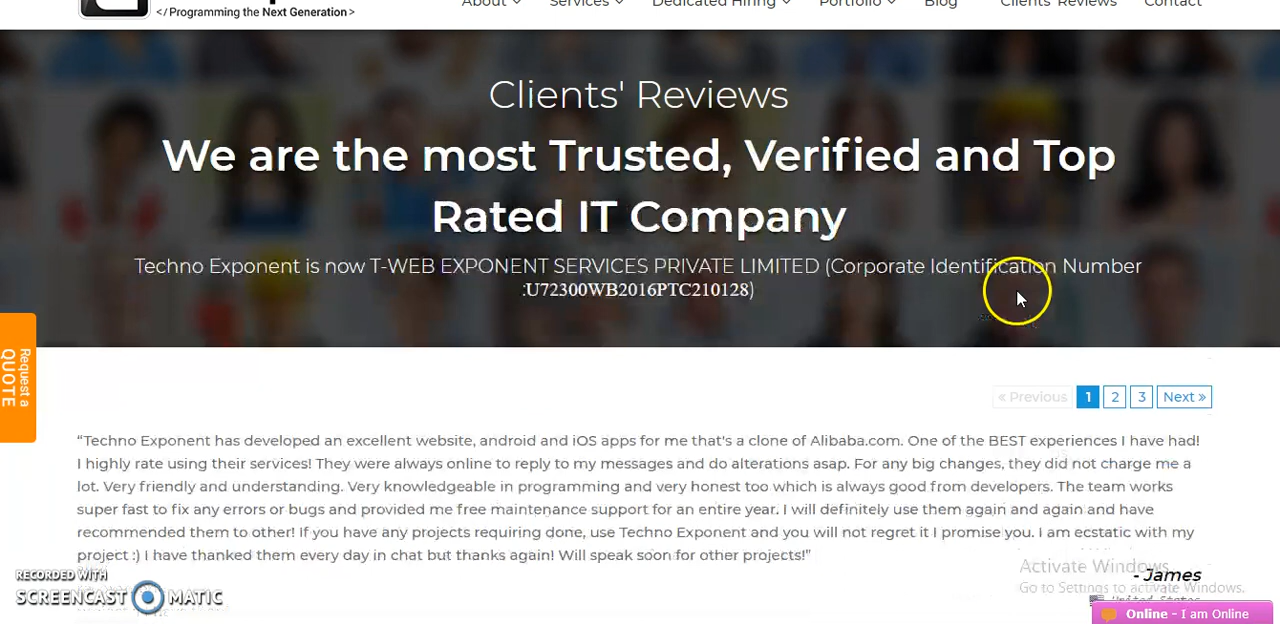 </Programming the Next Generation>
About Services Dedicated Hiring Portfolio Blog Clients' Reviews Contact
Clients' Reviews
We are the most Trusted, Verified and Top
Rated IT Company
Techno Exponent is now T-WEB EXPONENT SERVICES PRIVATE LIMITED (Corporate Identification Number
:U72300WB2016PTC210128)
Request a
QUOTE
« Previous 1 2 3 Next »
“Techno Exponent has developed an excellent website, android and iOS apps for me that's a clone of Alibaba.com. One of the BEST experiences I have had!
I highly rate using their services! They were always online to reply to my messages and do alterations asap. For any big changes, they did not charge me a
lot. Very friendly and understanding. Very knowledgeable in programming and very honest too which is always good from developers. The team works
super fast to fix any errors or bugs and provided me free maintenance support for an entire year. I will definitely use them again and again and have
recommended them to other! If you have any projects requiring done, use Techno Exponent and you will not regret it I promise you. I am ecstatic with my
project :) I have thanked them every day in chat but thanks again! Will speak soon for other projects!”
- James
United States
Activate Windows
Go to Settings to activate Windows.
RECORDED WITH
SCREENCAST MATIC
Online - I am Online